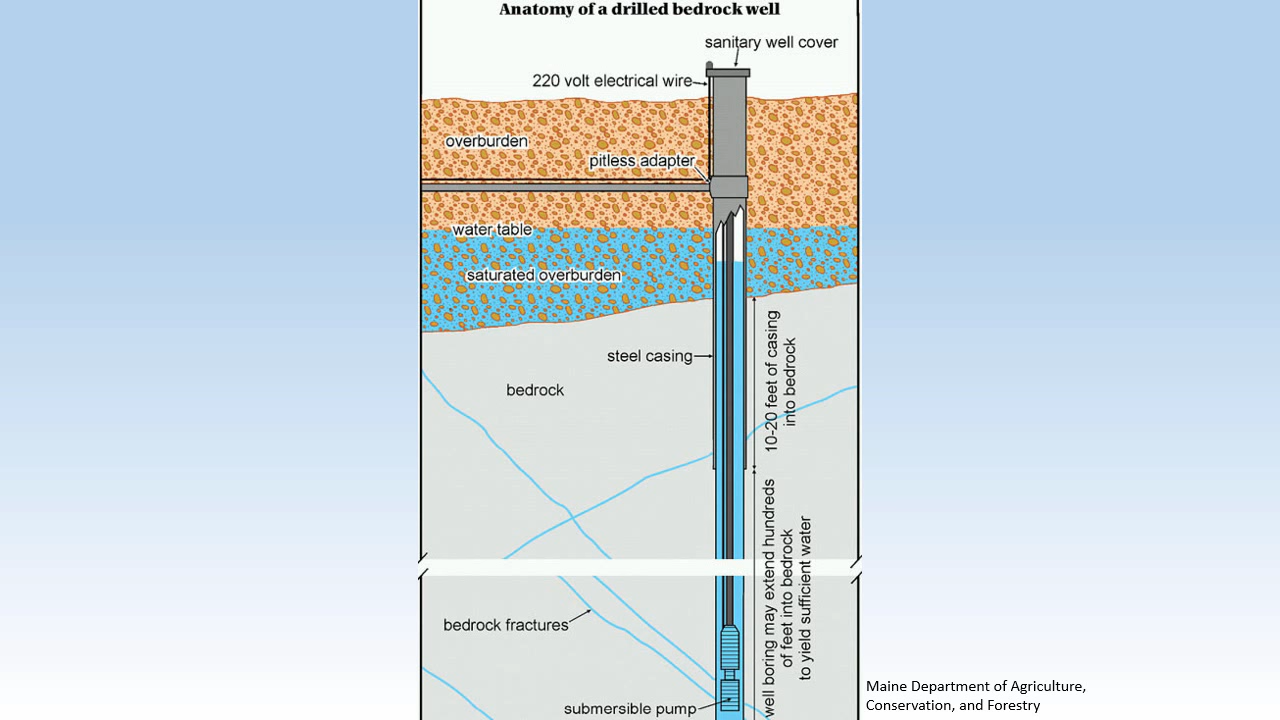 Anatomy of a drilled bedrock well
sanitary well cover
220 volt electrical wire
overburden
pitless adapter
water table
saturated overburden
steel casing
10-20 feet of casing
into bedrock
bedrock
well boring may extend hundreds
of feet into bedrock
to yield sufficient water
bedrock fractures
submersible pump
Maine Department of Agriculture,
Conservation, and Forestry